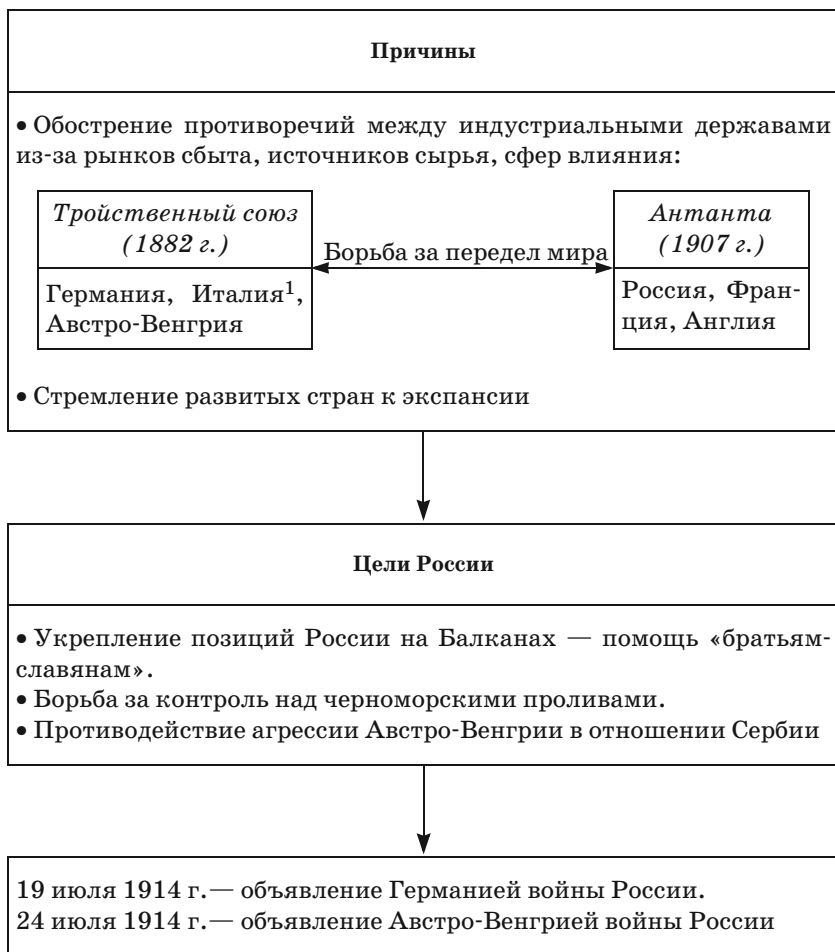 Причины
• Обострение противоречий между индустриальными державами
из-за рынков сбыта, источников сырья, сфер влияния:
Тройственный союз
(1882 г.)
Германия, Италия¹,
Австро-Венгрия
Борьба за передел мира
Антанта
(1907 г.)
Россия, Фран-
ция, Англия
• Стремление развитых стран к экспансии
Цели России
• Укрепление позиций России на Балканах — помощь «братьям-
славянам».
• Борьба за контроль над черноморскими проливами.
• Противодействие агрессии Австро-Венгрии в отношении Сербии
19 июля 1914 г.— объявление Германией войны России.
24 июля 1914 г.— объявление Австро-Венгрией войны России